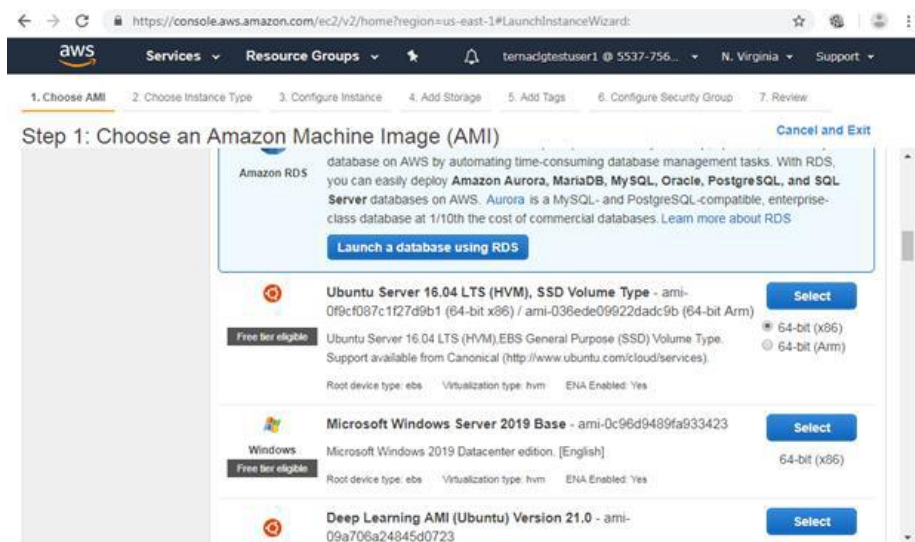 https://console.aws.amazon.com/ec2/v2/home?region=us-east-1#LaunchInstanceWizard:
aws Services Resource Groups ternadgtestuser1 @ 5537-756... N. Virginia Support
1. Choose AMI 2. Choose Instance Type 3. Configure Instance 4. Add Storage 5. Add Tags 6. Configure Security Group 7. Review
Step 1: Choose an Amazon Machine Image (AMI) Cancel and Exit
Amazon RDS
database on AWS by automating time-consuming database management tasks. With RDS,
you can easily deploy Amazon Aurora, MariaDB, MySQL, Oracle, PostgreSQL, and SQL
Server databases on AWS. Aurora is a MySQL- and PostgreSQL-compatible, enterprise-
class database at 1/10th the cost of commercial databases. Learn more about RDS
Launch a database using RDS
Ubuntu Server 16.04 LTS (HVM), SSD Volume Type - ami-
0f9cf087c1f27d9b1 (64-bit x86) / ami-036ede09922dadc9b (64-bit Arm)
Select
64-bit (x86)
64-bit (Arm)
Free tier eligible
Ubuntu Server 16.04 LTS (HVM),EBS General Purpose (SSD) Volume Type.
Support available from Canonical (http://www.ubuntu.com/cloud/services).
Root device type: ebs Virtualization type: hvm ENA Enabled: Yes
Windows
Free tier eligible
Microsoft Windows Server 2019 Base - ami-0c96d9489fa933423
Select
64-bit (x86)
Microsoft Windows 2019 Datacenter edition. [English]
Root device type: ebs Virtualization type: hvm ENA Enabled: Yes
Deep Learning AMI (Ubuntu) Version 21.0 - ami-
09a706a24845d0723
Select